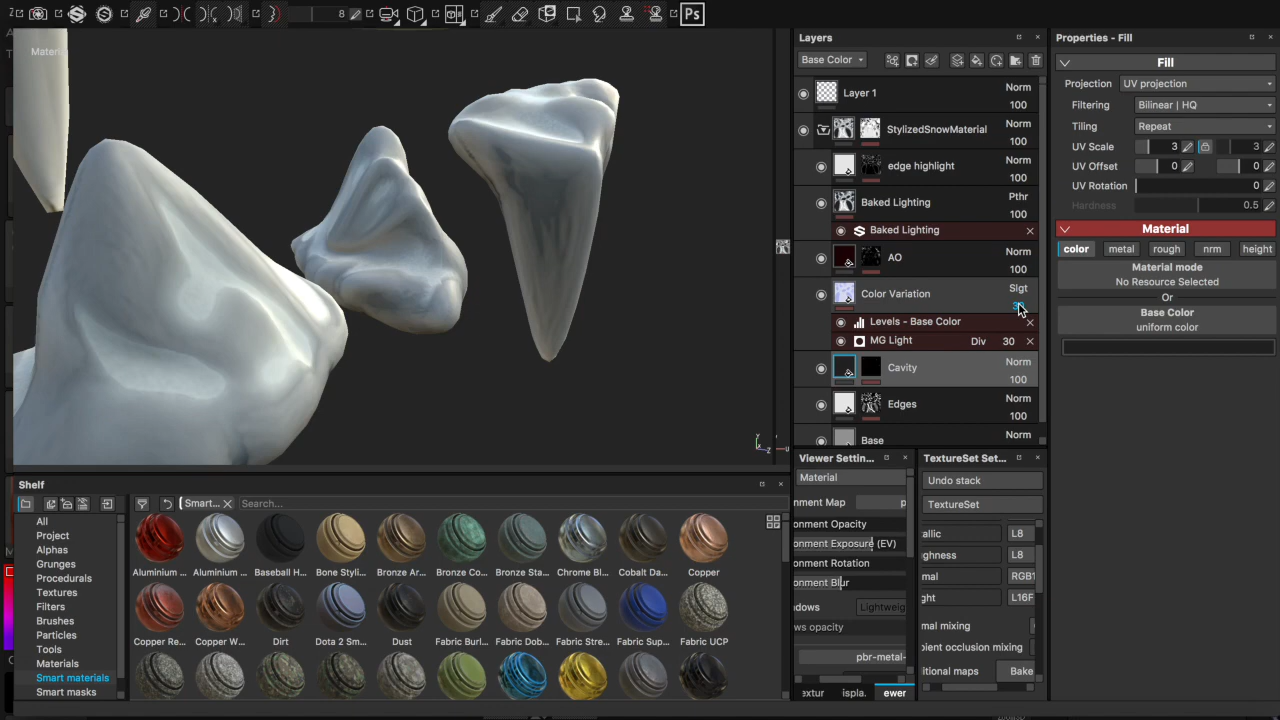 8
Ps
Material
Layers
Base Color
Layer 1
Norm
100
StylizedSnowMaterial
Norm
100
edge highlight
Norm
100
Baked Lighting
Pthr
100
Baked Lighting
AO
Norm
100
Color Variation
Slgt
Levels - Base Color
MG Light
Div
30
Cavity
Norm
100
Edges
Norm
100
Base
Norm
Properties - Fill
Fill
Projection
UV projection
Filtering
Bilinear | HQ
Tiling
Repeat
UV Scale
3
3
UV Offset
0
0
UV Rotation
0
Hardness
0.5
Material
color
metal
rough
nrm
height
Material mode
No Resource Selected
Or
Base Color
uniform color
Shelf
Smart...
Search...
All
Project
Alphas
Grunges
Procedurals
Textures
Filters
Brushes
Particles
Tools
Materials
Smart materials
Smart masks
Aluminium ...
Aluminium ...
Baseball H...
Bone Styli...
Bronze Ar...
Bronze Co...
Bronze Sta...
Chrome Bl...
Cobalt Da...
Copper
Copper Re...
Copper W...
Dirt
Dota 2 Sm...
Dust
Fabric Burl...
Fabric Dob...
Fabric Stre...
Fabric Sup...
Fabric UCP
Viewer Settin...
Material
nment Map
onment Opacity
onment Exposure (EV)
onment Rotation
onment Blur
dows
Lightweig
ws opacity
pbr-metal-
extur
ispla.
ewer
TextureSet Set...
Undo stack
TextureSet
allic
L8
ghness
L8
mal
RGB1
ght
L16F
mal mixing
pient occlusion mixing
itional maps
Bake